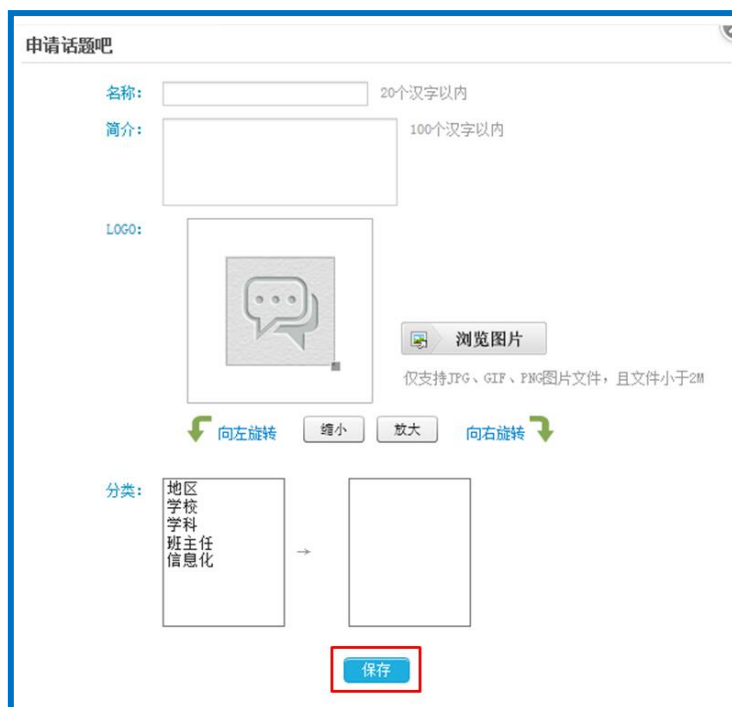 申请话题吧
名称： 20个汉字以内
简介： 100个汉字以内
LOGO:
浏览图片
仅支持JPG、GIF、PNG图片文件，且文件小于2M
向左旋转 缩小 放大 向右旋转
分类： 地区
学校
学科
班主任
信息化
→
保存